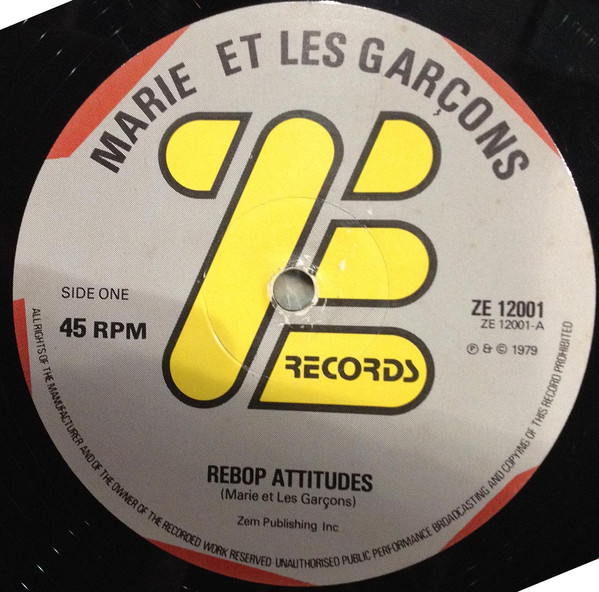 MARIE ET LES GARÇONS
ZE
RECORDS
SIDE ONE
45 RPM
ZE 12001
ZE 12001-A
℗ & © 1979
REBOP ATTITUDES
(Marie et Les Garçons)
Zem Publishing Inc
ALL RIGHTS OF THE MANUFACTURER AND OF THE OWNER OF THE RECORDED WORK RESERVED UNAUTHORISED PUBLIC PERFORMANCE BROADCASTING AND COPYING OF THIS RECORD PROHIBITED